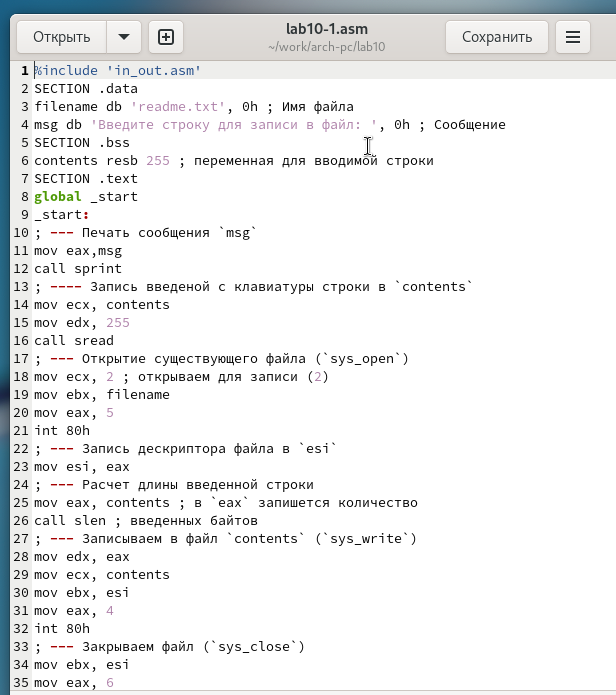 Открыть
lab10-1.asm
~/work/arch-pc/lab10
Сохранить
1 %include 'in_out.asm'
2 SECTION .data
3 filename db 'readme.txt', 0h ; Имя файла
4 msg db 'Введите строку для записи в файл: ', 0h ; Сообщение
5 SECTION .bss
6 contents resb 255 ; переменная для вводимой строки
7 SECTION .text
8 global _start
9 _start:
10 ; --- Печать сообщения `msg`
11 mov eax,msg
12 call sprint
13 ; ---- Запись введеной с клавиатуры строки в `contents`
14 mov ecx, contents
15 mov edx, 255
16 call sread
17 ; --- Открытие существующего файла (`sys_open`)
18 mov ecx, 2 ; открываем для записи (2)
19 mov ebx, filename
20 mov eax, 5
21 int 80h
22 ; --- Запись дескриптора файла в `esi`
23 mov esi, eax
24 ; --- Расчет длины введенной строки
25 mov eax, contents ; в `eax` запишется количество
26 call slen ; введенных байтов
27 ; --- Записываем в файл `contents` (`sys_write`)
28 mov edx, eax
29 mov ecx, contents
30 mov ebx, esi
31 mov eax, 4
32 int 80h
33 ; --- Закрываем файл (`sys_close`)
34 mov ebx, esi
35 mov eax, 6